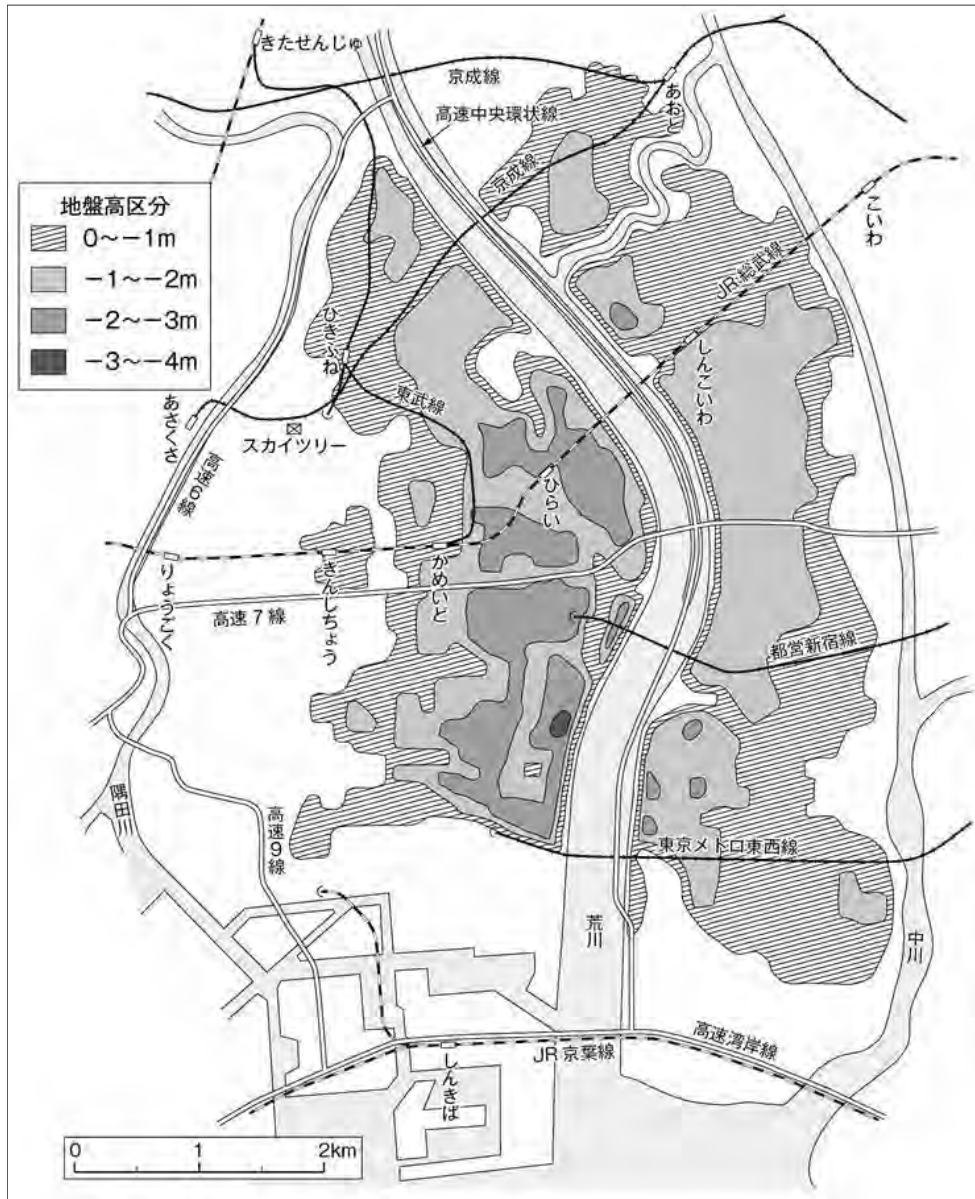 きたせんじゅ
京成線
高速中央環状線
あおと
京成線
地盤高区分
0～−1m
−1～−2m
−2～−3m
−3～−4m
こいわ
JR総武線
ひきふね
しんこいわ
東武線
あさくさ
スカイツリー
高速6線
ひらい
りょうごく
きんしちょう
かめいど
高速7線
都営新宿線
隅田川
高速9線
東京メトロ東西線
荒川
中川
高速湾岸線
JR京葉線
しんきば
0 1 2km